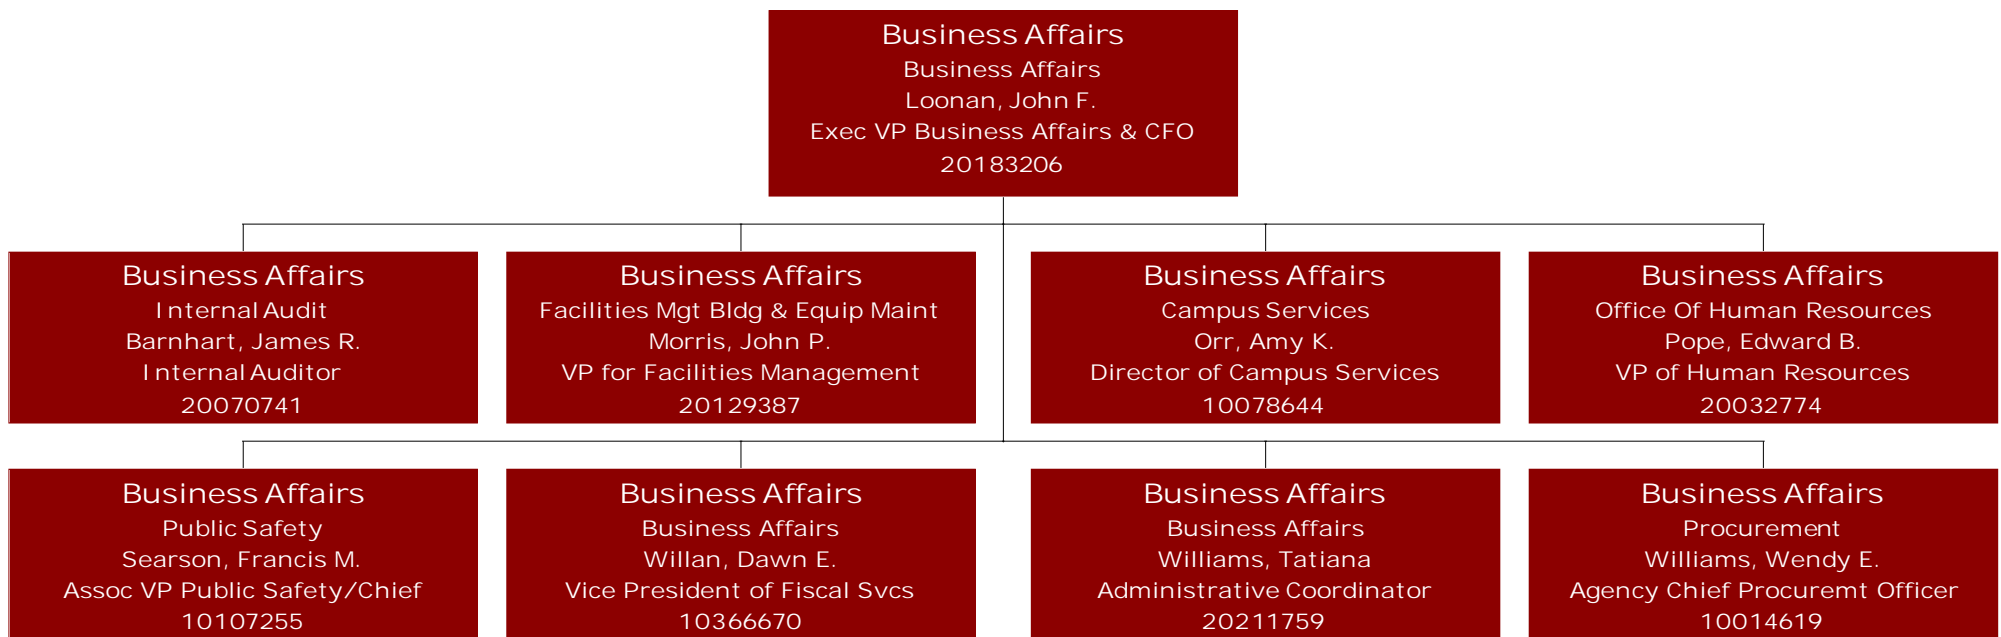 Business Affairs
Business Affairs
Loonan, John F.
Exec VP Business Affairs & CFO
20183206
Business Affairs
Internal Audit
Barnhart, James R.
Internal Auditor
20070741
Business Affairs
Facilities Mgt Bldg & Equip Maint
Morris, John P.
VP for Facilities Management
20129387
Business Affairs
Campus Services
Orr, Amy K.
Director of Campus Services
10078644
Business Affairs
Office Of Human Resources
Pope, Edward B.
VP of Human Resources
20032774
Business Affairs
Public Safety
Searson, Francis M.
Assoc VP Public Safety/Chief
10107255
Business Affairs
Business Affairs
Willan, Dawn E.
Vice President of Fiscal Svcs
10366670
Business Affairs
Business Affairs
Williams, Tatiana
Administrative Coordinator
20211759
Business Affairs
Procurement
Williams, Wendy E.
Agency Chief Procuremt Officer
10014619